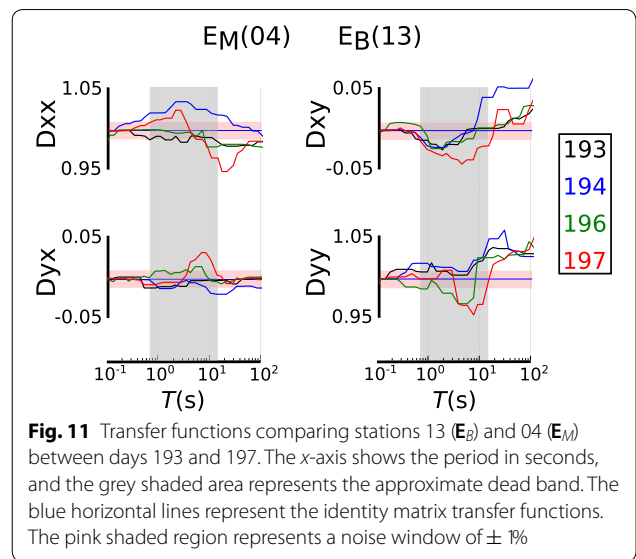 E_M(04) E_B(13)
1.05
Dxx
0.95
0.05
Dxy
-0.05
193
194
196
197
0.05
Dyx
-0.05
1.05
Dyy
0.95
10^-1 10^0 10^1 10^2
T(s)
10^-1 10^0 10^1 10^2
T(s)
Fig. 11 Transfer functions comparing stations 13 (E_B) and 04 (E_M)
between days 193 and 197. The x-axis shows the period in seconds,
and the grey shaded area represents the approximate dead band. The
blue horizontal lines represent the identity matrix transfer functions.
The pink shaded region represents a noise window of ± 1%